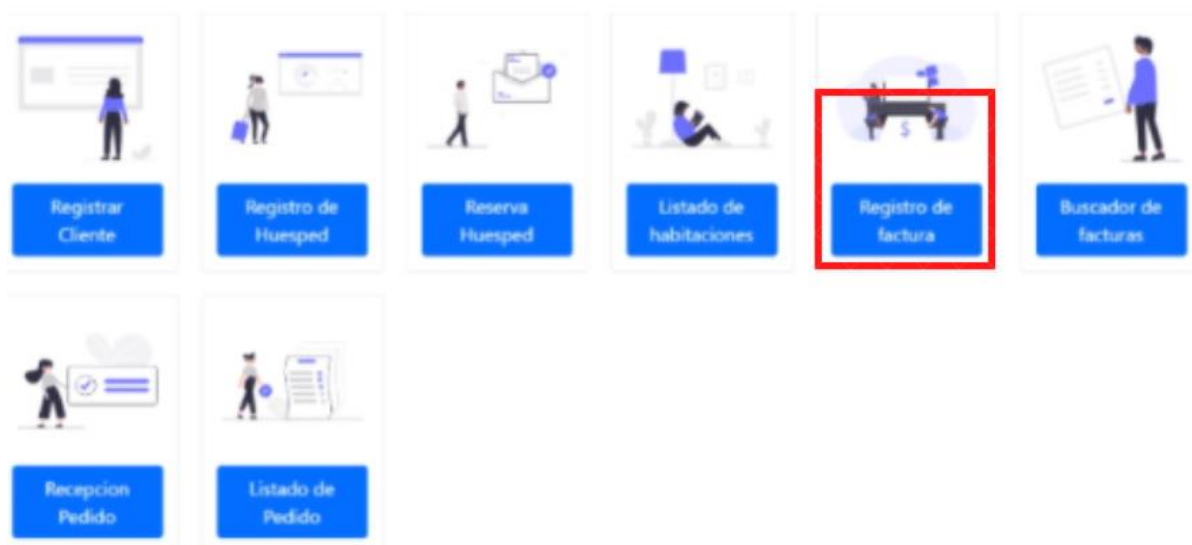 Registrar
Cliente
Registro de
Huesped
Reserva
Huesped
Listado de
habitaciones
$
Registro de
factura
Buscador de
facturas
Recepcion
Pedido
Listado de
Pedido